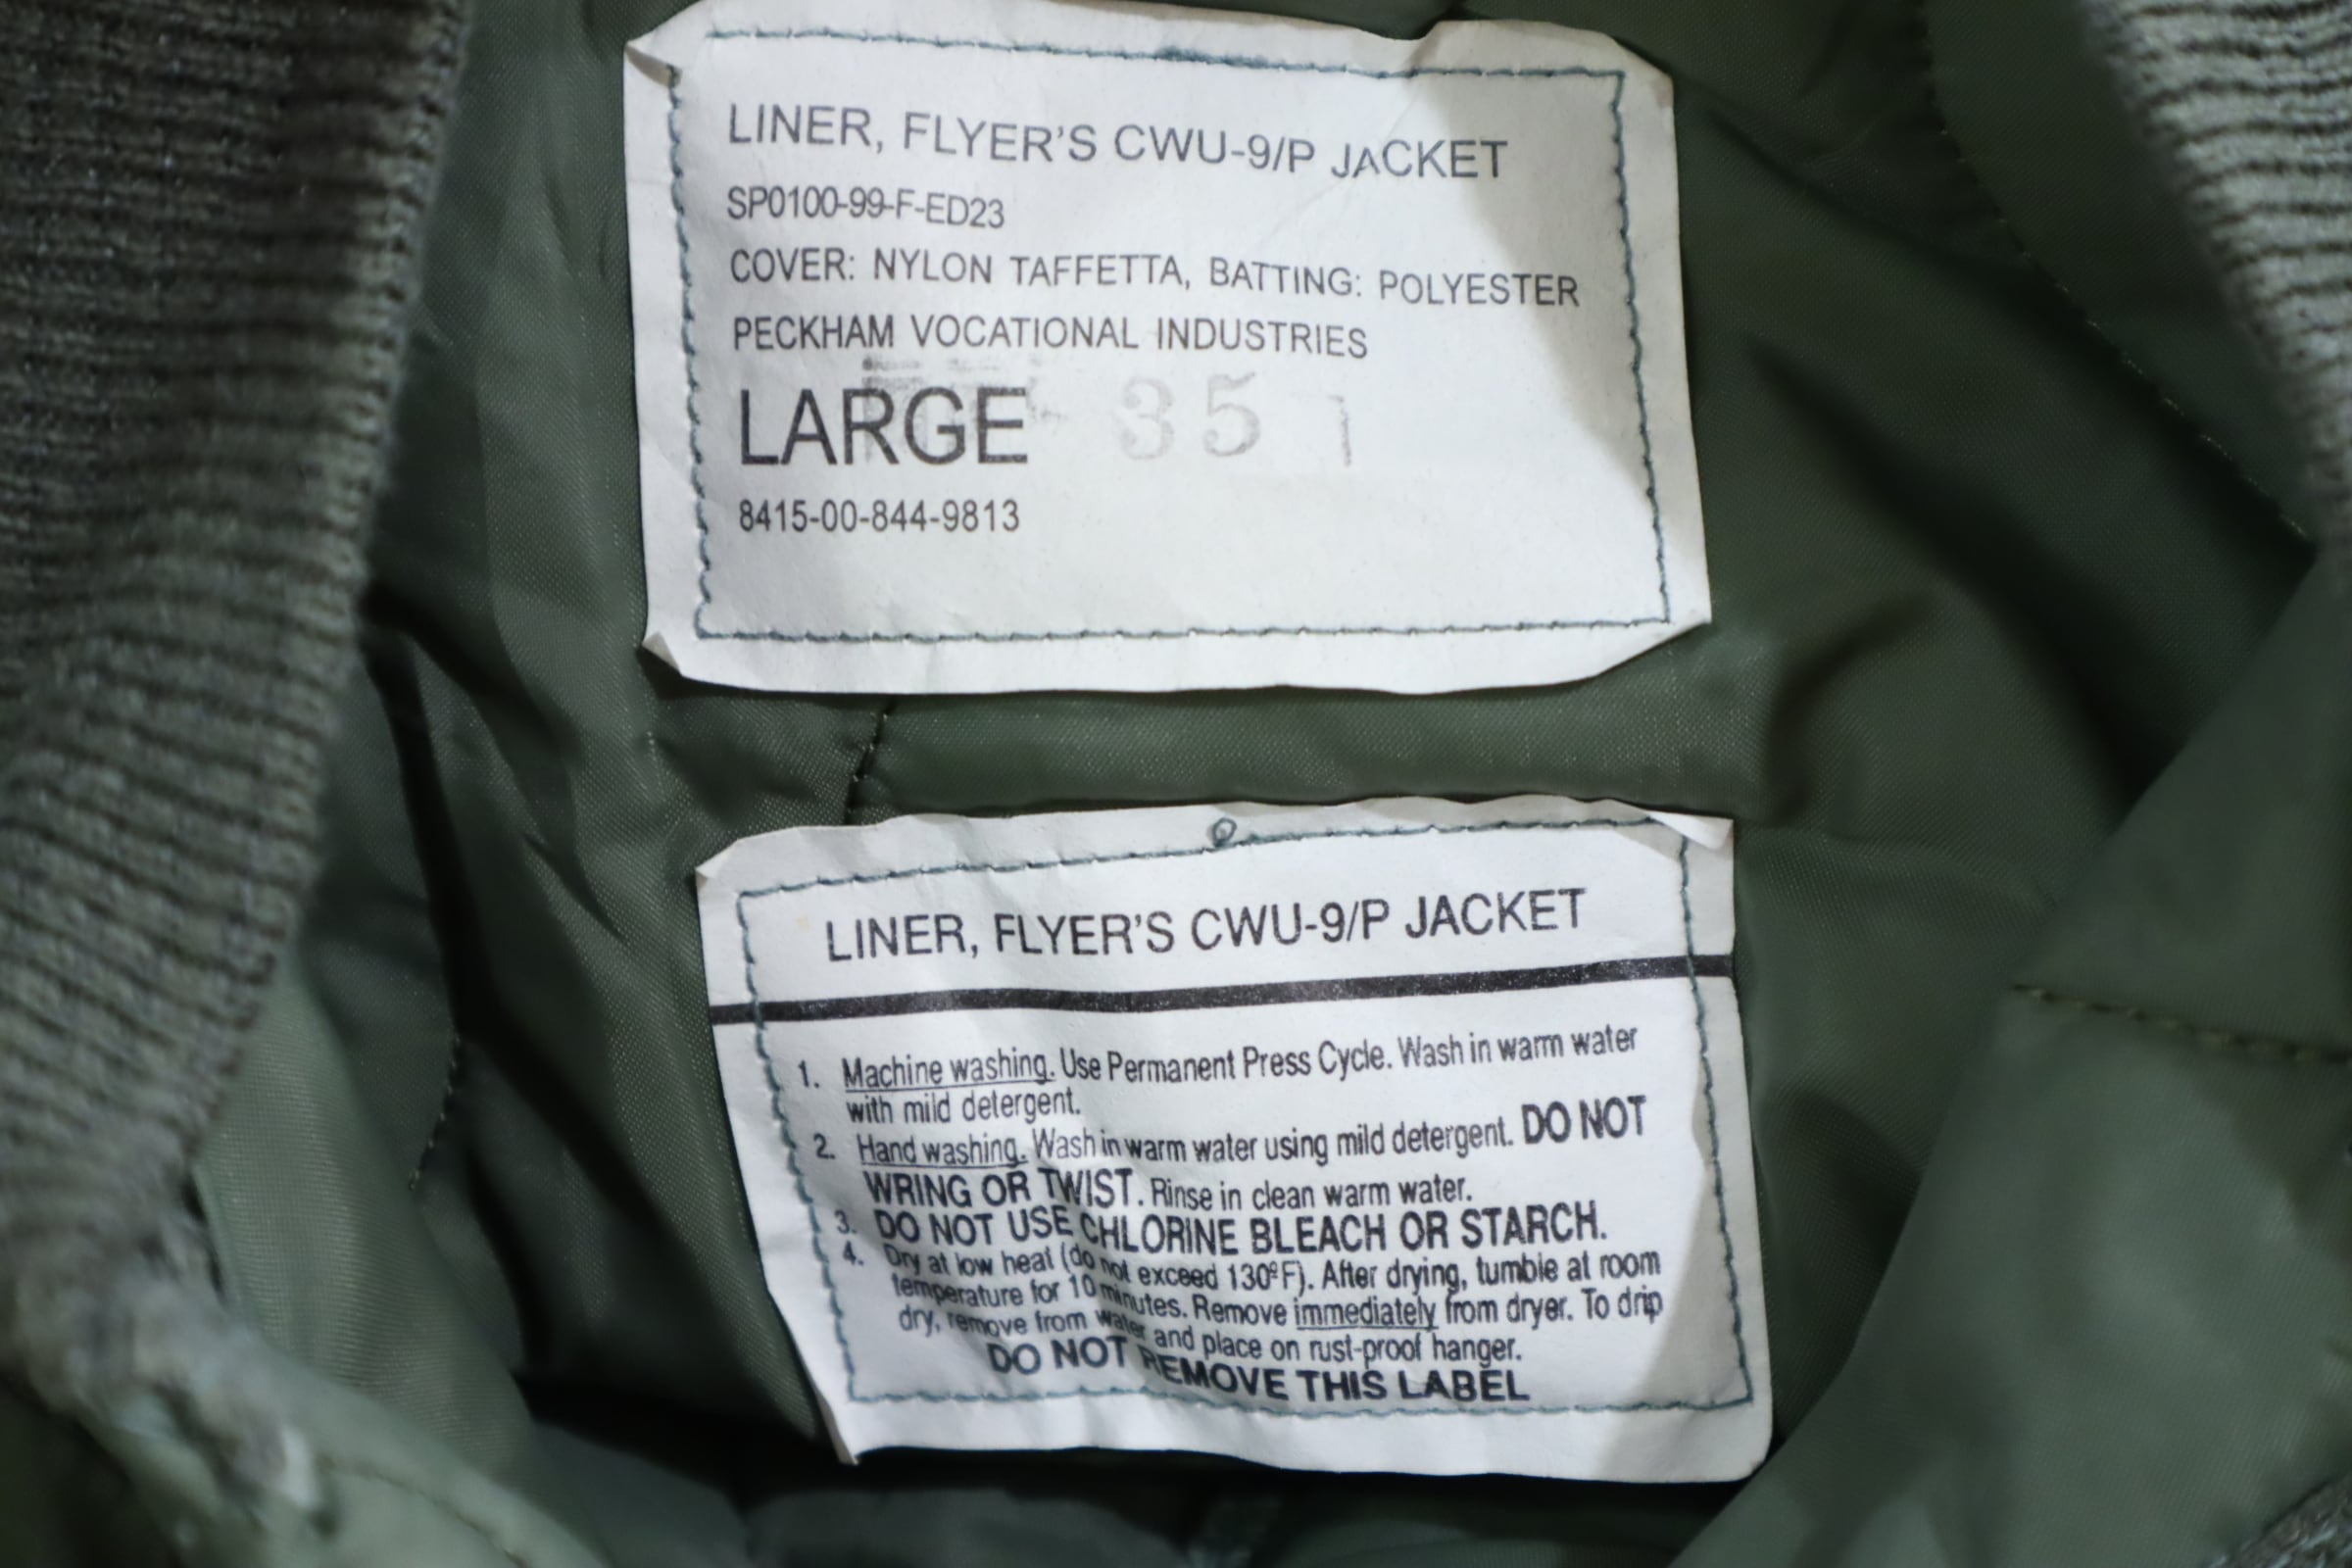 LINER, FLYER'S CWU-9/P JACKET
SP0100-99-F-ED23
COVER: NYLON TAFFETTA, BATTING: POLYESTER
PECKHAM VOCATIONAL INDUSTRIES
LARGE 35
8415-00-844-9813
LINER, FLYER'S CWU-9/P JACKET
1. Machine washing. Use Permanent Press Cycle. Wash in warm water
with mild detergent.
2. Hand washing. Wash in warm water using mild detergent. DO NOT
WRING OR TWIST. Rinse in clean warm water.
3. DO NOT USE CHLORINE BLEACH OR STARCH.
4. Dry at low heat (do not exceed 130°F). After drying, tumble at room
temperature for 10 minutes. Remove immediately from dryer. To drip
dry, remove from water and place on rust-proof hanger.
DO NOT REMOVE THIS LABEL